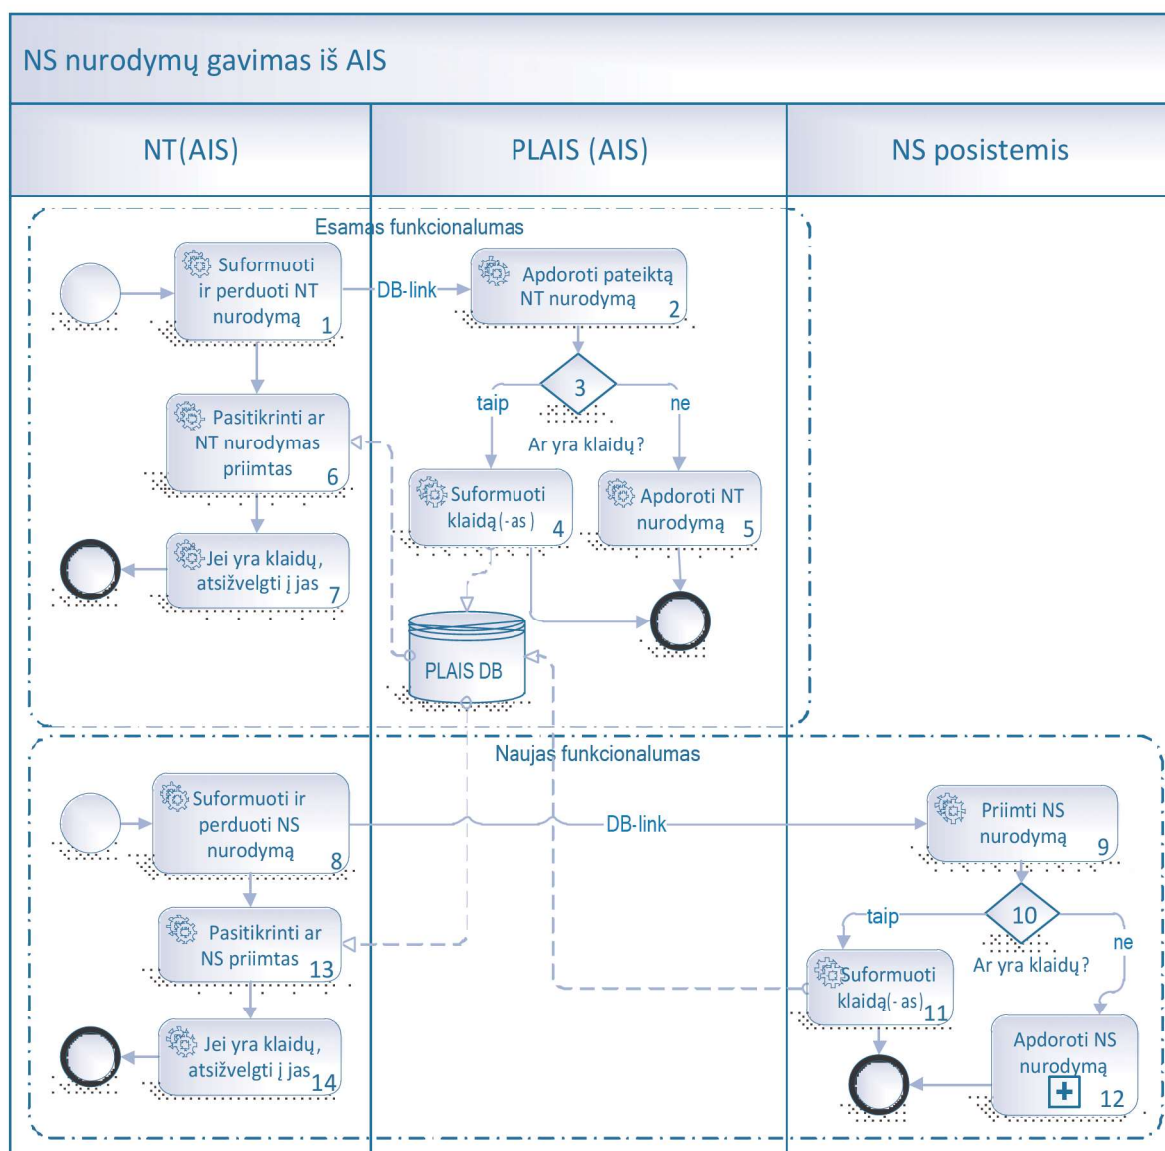 NS nurodymų gavimas iš AIS
NT(AIS)
PLAIS (AIS)
NS posistemis
Esamas funkcionalumas
Suformuoti
ir perduoti NT
nurodymą
1
DB-link
Apdoroti pateiktą
NT nurodymą
2
3
taip
ne
Ar yra klaidų?
Pasitikrinti ar
NT nurodymas
priimtas
6
Suformuoti
klaidą(-as)
4
Apdoroti NT
nurodymą
5
Jei yra klaidų,
atsižvelgti į jas
7
PLAIS DB
Naujas funkcionalumas
Suformuoti ir
perduoti NS
nurodymą
8
DB-link
Priimti NS
nurodymą
9
10
taip
ne
Ar yra klaidų?
Pasitikrinti ar
NS priimtas
13
Suformuoti
klaidą(-as)
11
Jei yra klaidų,
atsižvelgti į jas
14
Apdoroti NS
nurodymą
12